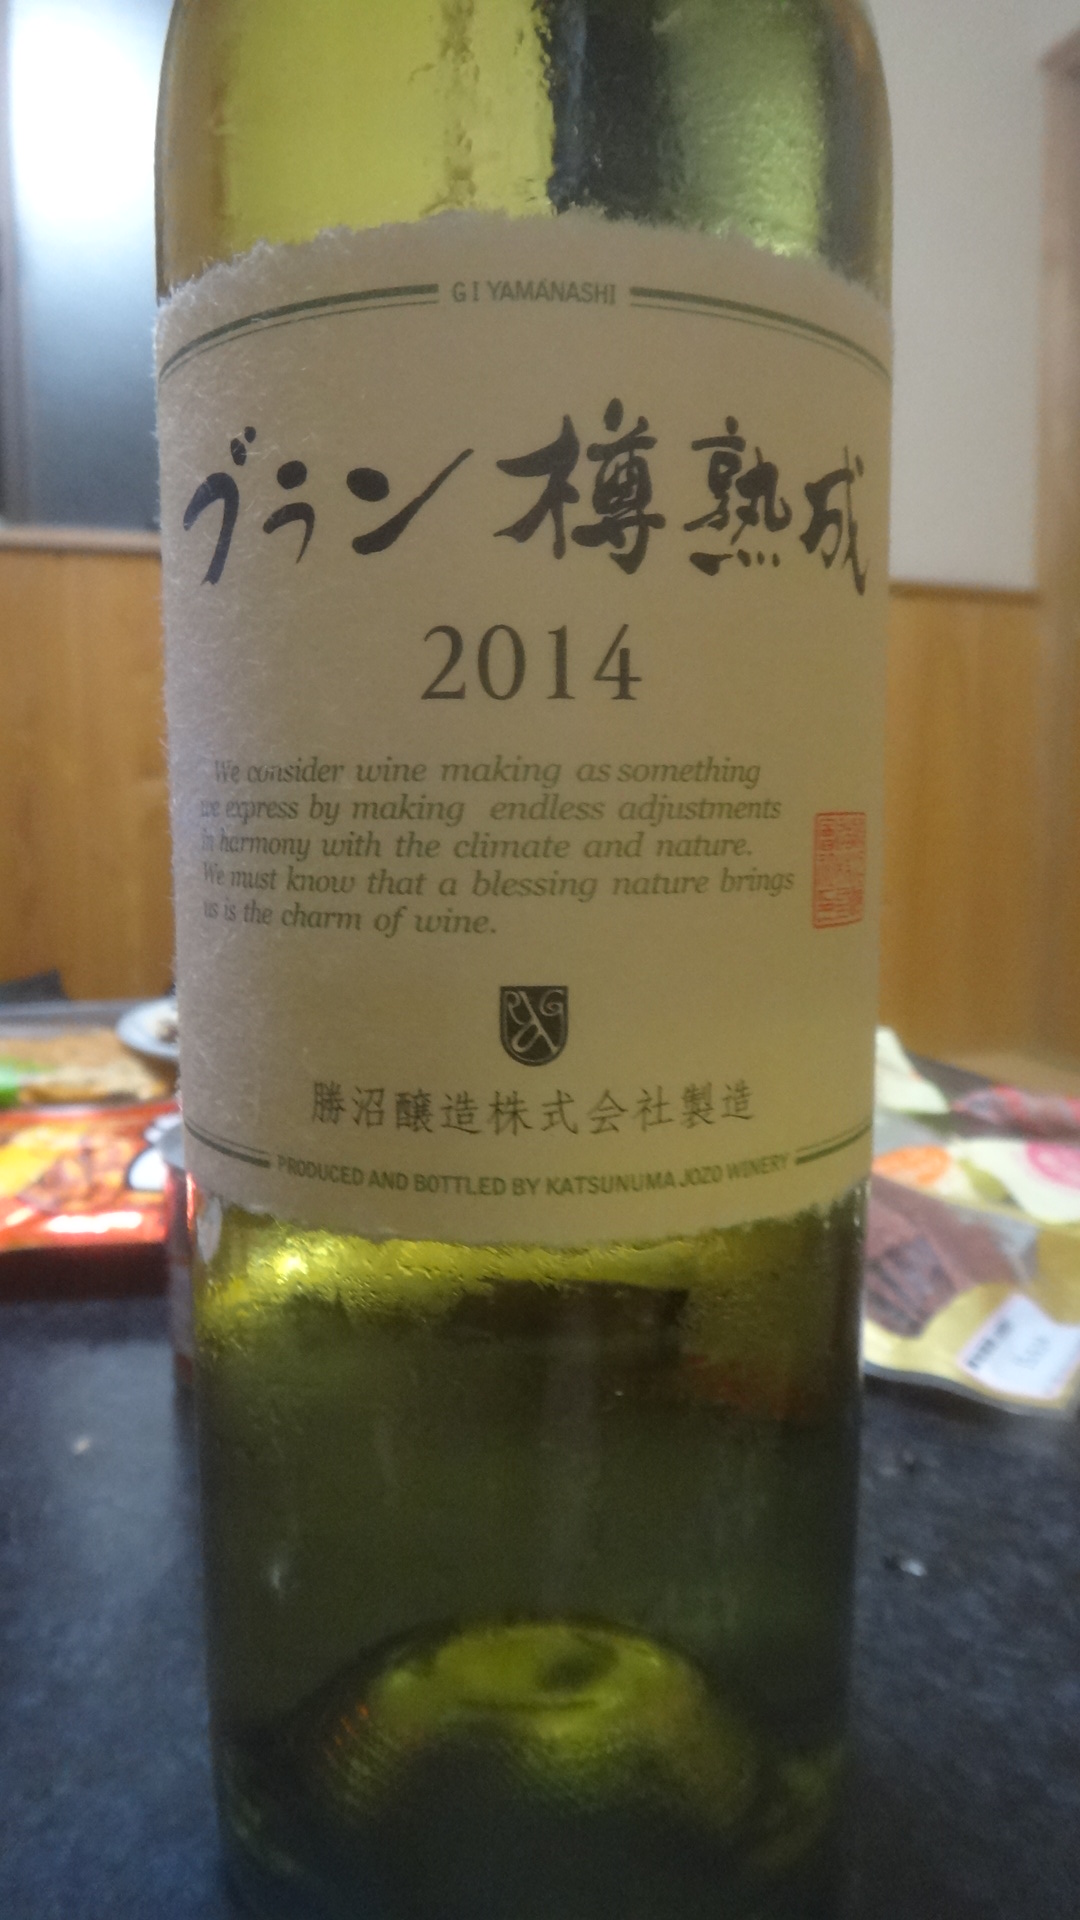 GI YAMANASHI
ブラン 樽熟成
2014
We consider wine making as something
we express by making endless adjustments
in harmony with the climate and nature.
We must know that a blessing nature brings
us is the charm of wine.
勝沼醸造株式会社製造
PRODUCED AND BOTTLED BY KATSUNUMA JOZO WINERY